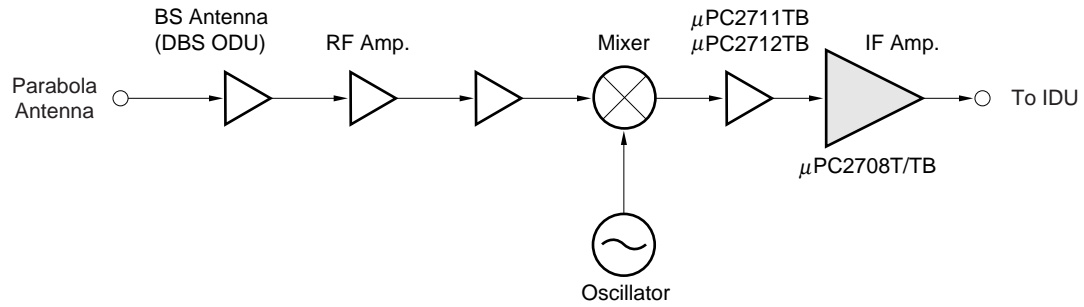 BS Antenna
(DBS ODU)
RF Amp.
Mixer
μPC2711TB
μPC2712TB
IF Amp.
Parabola
Antenna
To IDU
μPC2708T/TB
Oscillator